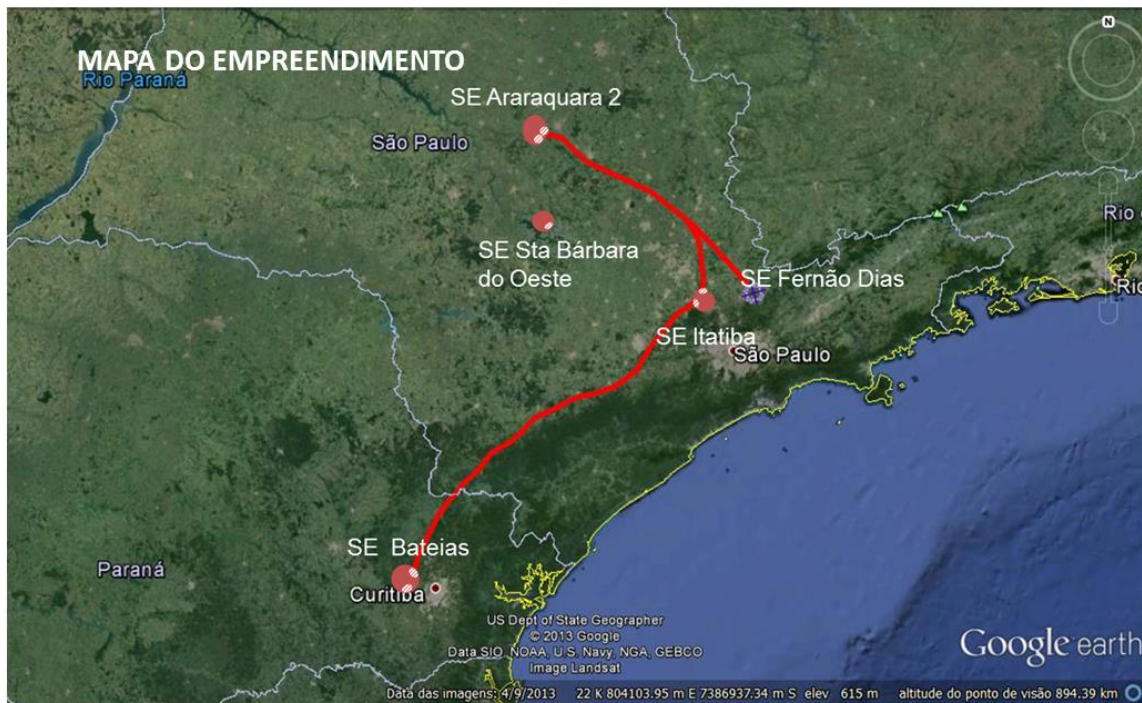 N
MAPA DO EMPREENDIMENTO
Rio Paraná
SE Araraquara 2
São Paulo
SE Sta Bárbara
do Oeste
SE Fernão Dias
Rio
Rio
SE Itatiba
São Paulo
SE Bateias
Paraná
Curitiba
US Dept of State Geographer
© 2013 Google
Data SIO, NOAA, U.S. Navy, NGA, GEBCO
Image Landsat
Google earth
Data das imagens: 4/9/2013 22 K 804103.95 m E 7386937.34 m S elev 615 m altitude do ponto de visão 894.39 km